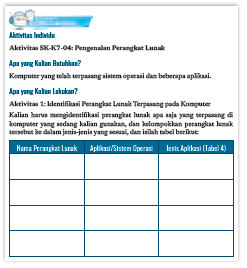 Aktivitas Individu
Aktivitas SK-K7-04: Pengenalan Perangkat Lunak
Apa yang Kalian Butuhkan?
Komputer yang telah terpasang sistem operasi dan beberapa aplikasi.
Apa yang Kalian Lakukan?
Aktivitas 1: Identifikasi Perangkat Lunak Terpasang pada Komputer
Kalian harus mengidentifikasi perangkat lunak apa saja yang terpasang di
komputer yang sedang kalian gunakan, dan kelompokkan perangkat lunak
tersebut ke dalam jenis-jenis yang sesuai, dan isilah tabel berikut:
Nama Perangkat Lunak Aplikasi/Sistem Operasi Jenis Aplikasi (Tabel 4)